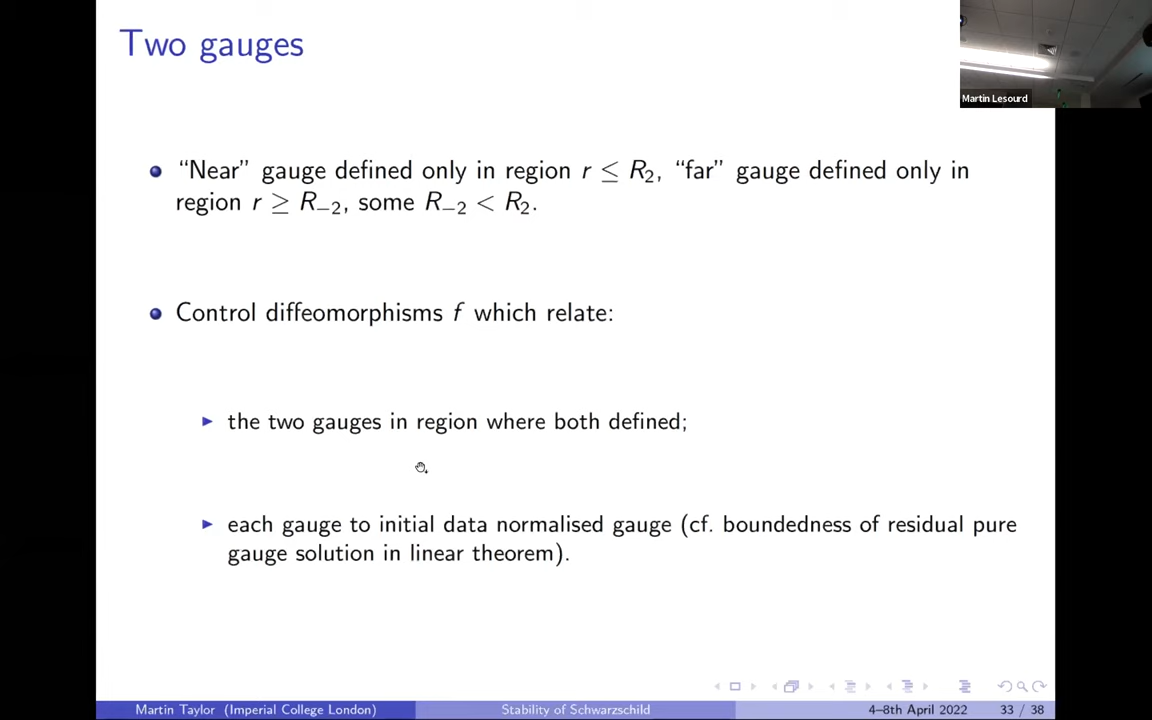 Two gauges
Martin Lesourd
“Near” gauge defined only in region r ≤ R₂, “far” gauge defined only in
region r ≥ R₋₂, some R₋₂ < R₂.
Control diffeomorphisms f which relate:
the two gauges in region where both defined;
each gauge to initial data normalised gauge (cf. boundedness of residual pure
gauge solution in linear theorem).
Martin Taylor (Imperial College London) Stability of Schwarzschild 4–8th April 2022 33 / 38